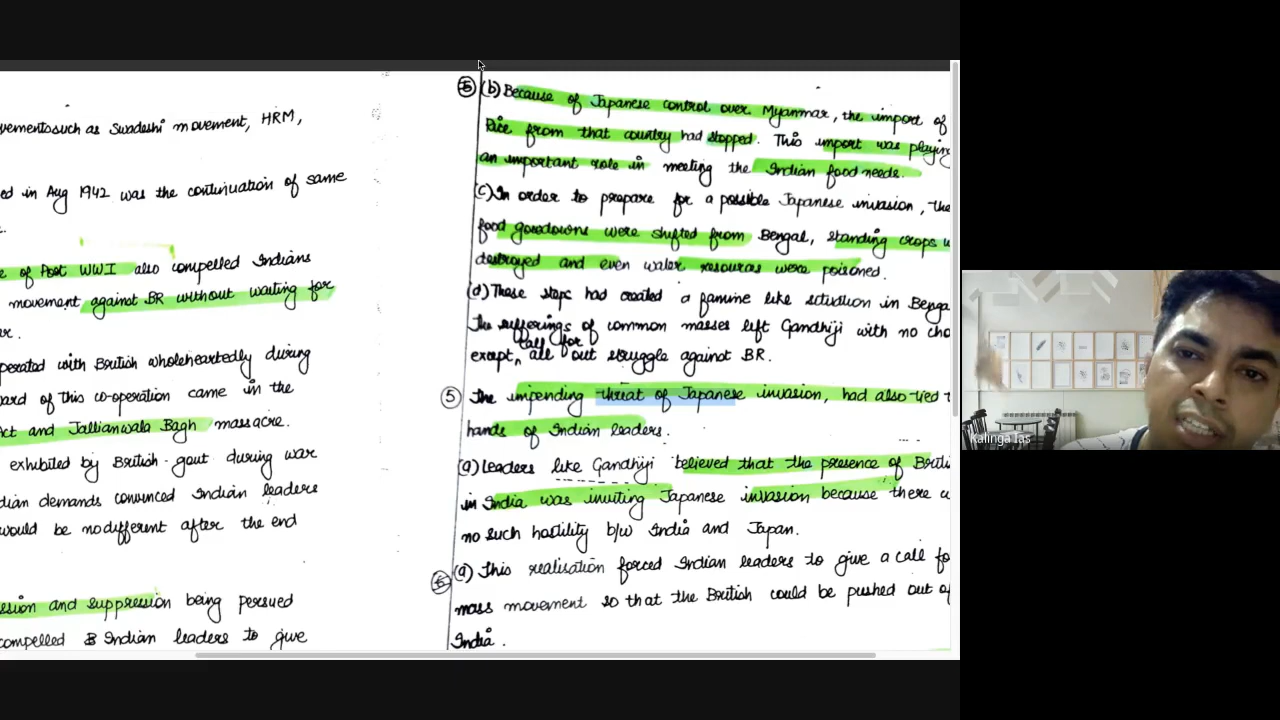 vements such as Swadeshi movement, HRM,
ed in Aug 1942 was the continuation of same
e.
e of Post WWI also compelled Indians
movement against BR without waiting for
er.
perated with British wholeheartedly during
ard of this co-operation came in the
Act and Jallianwala Bagh massacre.
exhibited by British govt during war
dian demands convinced Indian leaders
would be no different after the end
ssion and suppression being persued
compelled Indian leaders to give
(b) Because of Japanese control over Myanmar, the import of
Rice from that country had stopped. This import was playing
an important role in meeting the Indian food needs.
(c) In order to prepare for a possible Japanese invasion, the
food goodowns were shifted from Bengal, standing crops w
destroyed and even water resources were poisoned.
(d) These steps had created a famine like situation in Benga
The sufferings of common masses left Gandhiji with no cho
call for
except, all out struggle against BR.
⑤ The impending threat of Japanese invasion, had also tied t
hands of Indian leaders.
(a) Leaders like Gandhiji believed that the presence of Briti
in India was inviting Japanese invasion because there w
no such hostility b/w India and Japan.
⑥ (a) This realisation forced Indian leaders to give a call fo
mass movement so that the British could be pushed out of
India.
Kalinga Ias